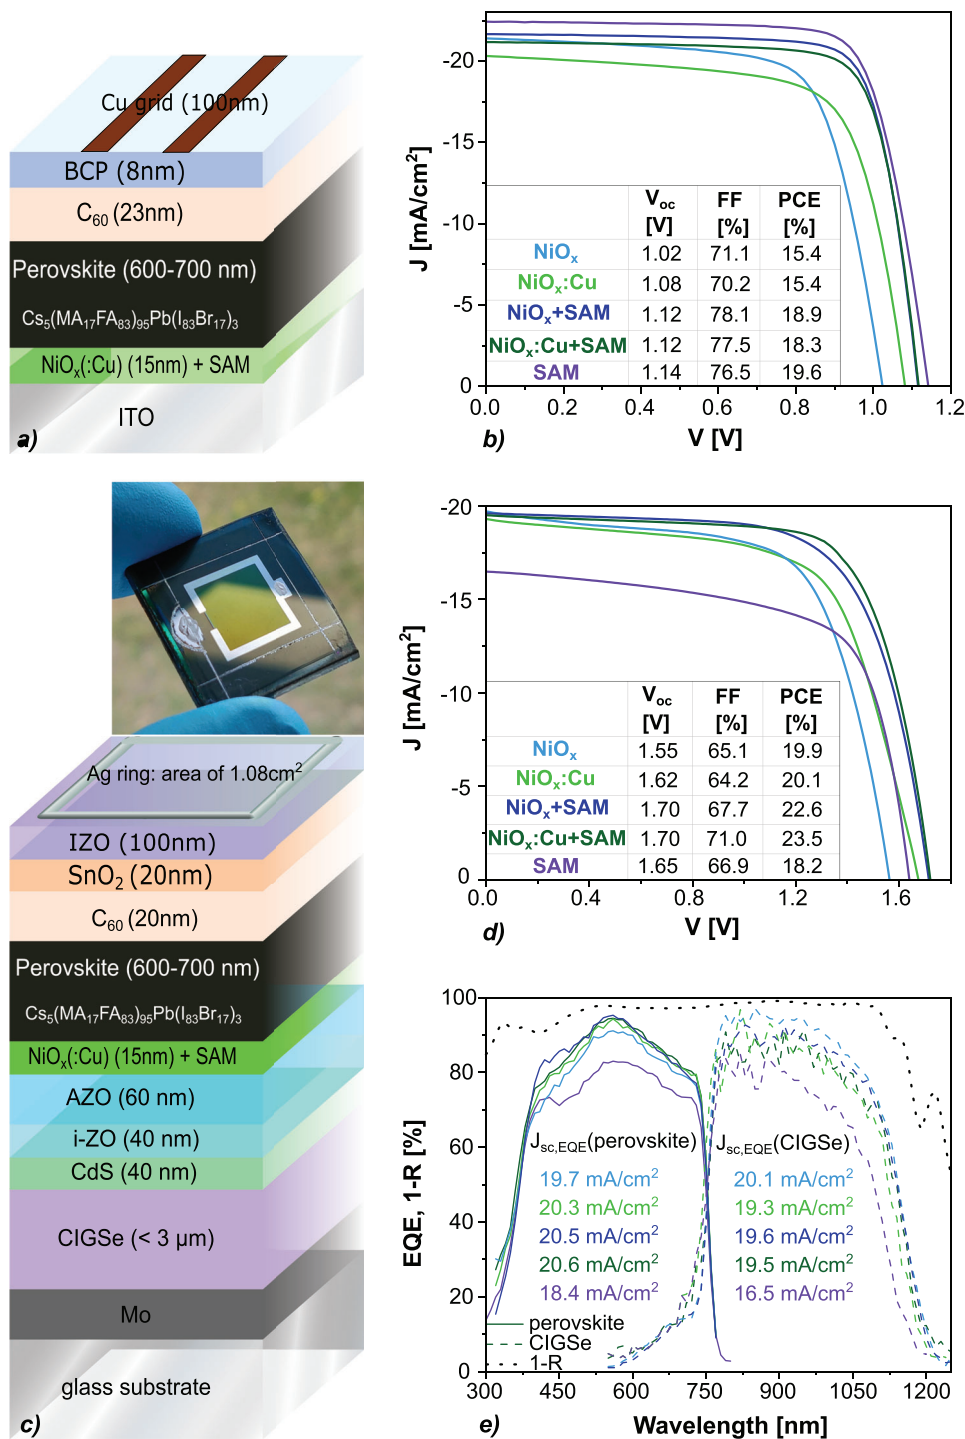 Cu grid (100nm)
BCP (8nm)
C60 (23nm)
Perovskite (600-700 nm)
Cs5(MA17FA83)95Pb(I83Br17)3
NiOx(:Cu) (15nm) + SAM
ITO
a)
J [mA/cm2]
-20
-15
-10
-5
0
Voc [V] FF [%] PCE [%]
NiOx 1.02 71.1 15.4
NiOx:Cu 1.08 70.2 15.4
NiOx+SAM 1.12 78.1 18.9
NiOx:Cu+SAM 1.12 77.5 18.3
SAM 1.14 76.5 19.6
0.0 0.2 0.4 0.6 0.8 1.0 1.2
V [V]
b)
Ag ring: area of 1.08cm2
IZO (100nm)
SnO2 (20nm)
C60 (20nm)
Perovskite (600-700 nm)
Cs5(MA17FA83)95Pb(I83Br17)3
NiOx(:Cu) (15nm) + SAM
AZO (60 nm)
i-ZO (40 nm)
CdS (40 nm)
CIGSe (< 3 µm)
Mo
glass substrate
c)
J [mA/cm2]
-20
-15
-10
-5
0
Voc [V] FF [%] PCE [%]
NiOx 1.55 65.1 19.9
NiOx:Cu 1.62 64.2 20.1
NiOx+SAM 1.70 67.7 22.6
NiOx:Cu+SAM 1.70 71.0 23.5
SAM 1.65 66.9 18.2
0.0 0.4 0.8 1.2 1.6
V [V]
d)
EQE, 1-R [%]
100
80
60
40
20
0
Jsc,EQE(perovskite) Jsc,EQE(CIGSe)
19.7 mA/cm2 20.1 mA/cm2
20.3 mA/cm2 19.3 mA/cm2
20.5 mA/cm2 19.6 mA/cm2
20.6 mA/cm2 19.5 mA/cm2
18.4 mA/cm2 16.5 mA/cm2
perovskite
CIGSe
1-R
300 450 600 750 900 1050 1200
Wavelength [nm]
e)